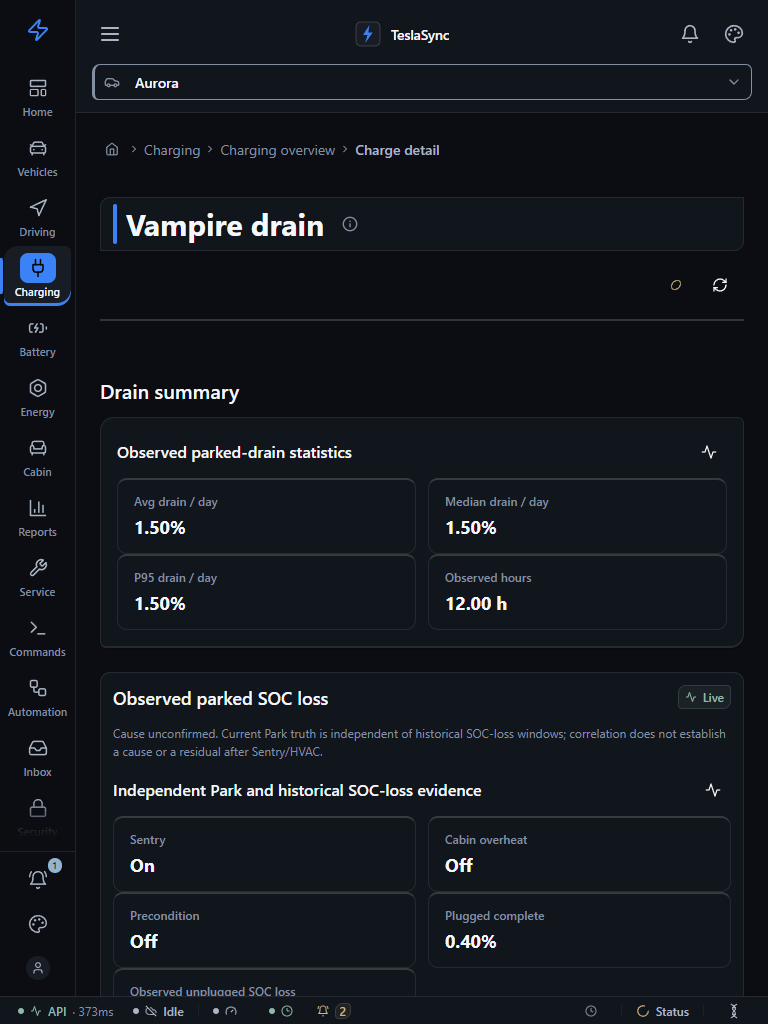 TeslaSync
Aurora
Home
Vehicles
Driving
Charging
Battery
Energy
Cabin
Reports
Service
Commands
Automation
Inbox
Security
1
Charging > Charging overview > Charge detail
Vampire drain
Drain summary
Observed parked-drain statistics
Avg drain / day
1.50%
Median drain / day
1.50%
P95 drain / day
1.50%
Observed hours
12.00 h
Observed parked SOC loss
Live
Cause unconfirmed. Current Park truth is independent of historical SOC-loss windows; correlation does not establish
a cause or a residual after Sentry/HVAC.
Independent Park and historical SOC-loss evidence
Sentry
On
Cabin overheat
Off
Precondition
Off
Plugged complete
0.40%
Observed unplugged SOC loss
API · 373ms
Idle
2
Status